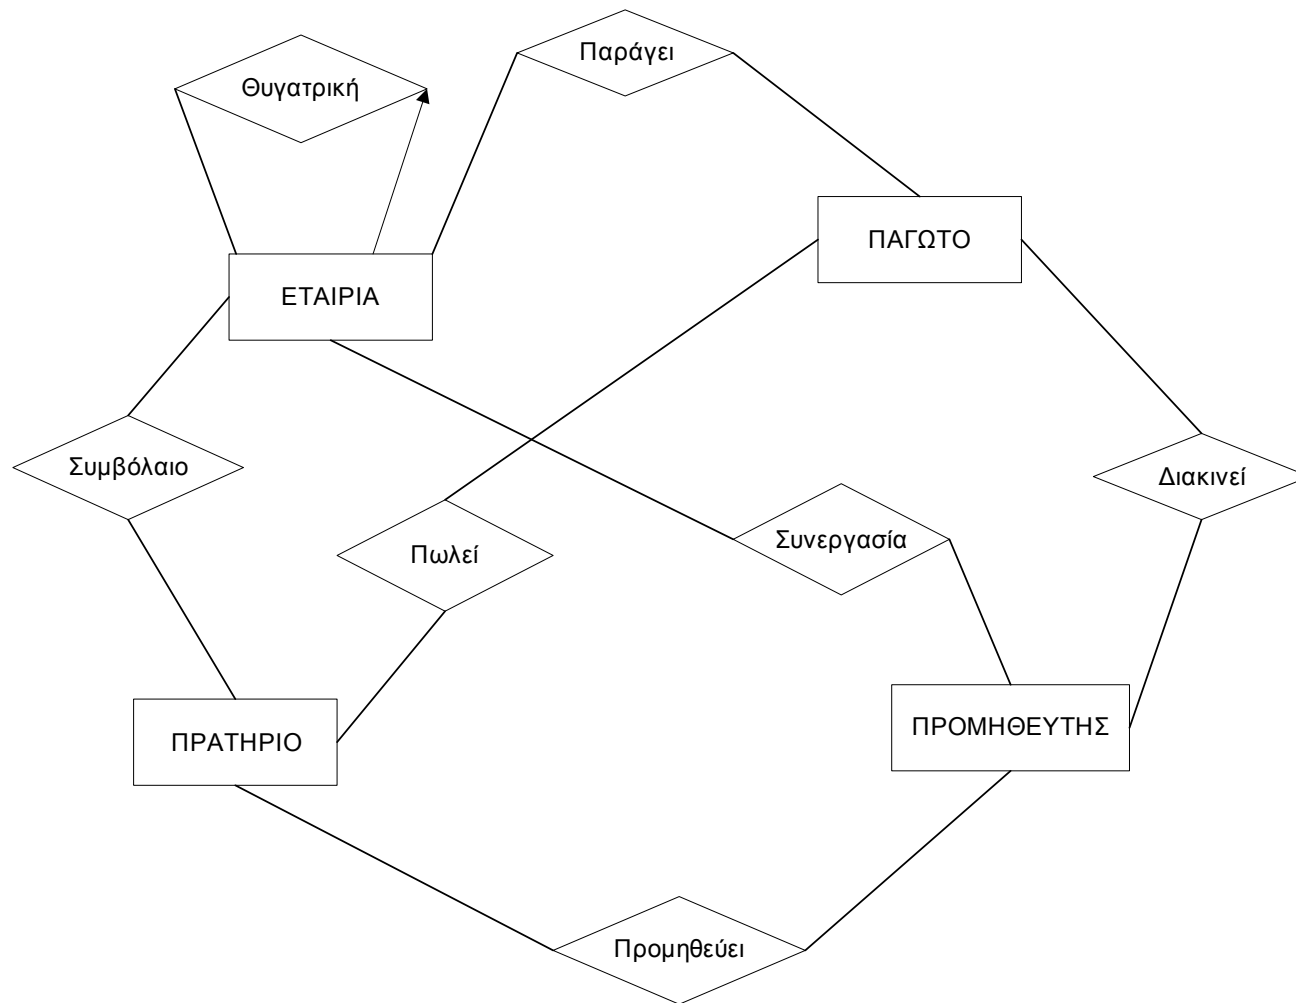 Παράγει
Θυγατρική
ΠΑΓΩΤΟ
ΕΤΑΙΡΙΑ
Συμβόλαιο
Διακινεί
Συνεργασία
Πωλεί
ΠΡΟΜΗΘΕΥΤΗΣ
ΠΡΑΤΗΡΙΟ
Προμηθεύει